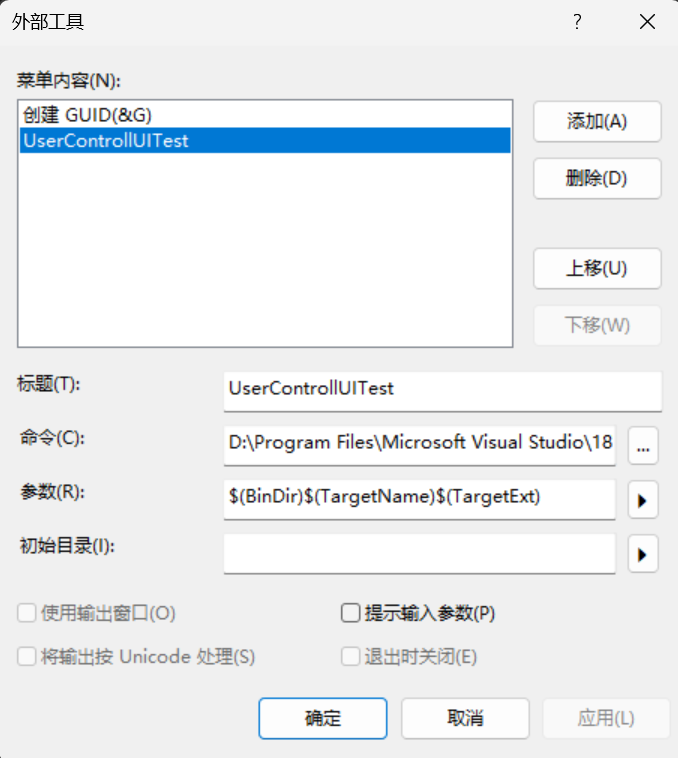 外部工具
?
菜单内容(N):
创建 GUID(&G)
UserControllUITest
添加(A)
删除(D)
上移(U)
下移(W)
标题(T):
UserControllUITest
命令(C):
D:\Program Files\Microsoft Visual Studio\18
...
参数(R):
$(BinDir)$(TargetName)$(TargetExt)
初始目录(I):
使用输出窗口(O)
提示输入参数(P)
将输出按 Unicode 处理(S)
退出时关闭(E)
确定
取消
应用(L)